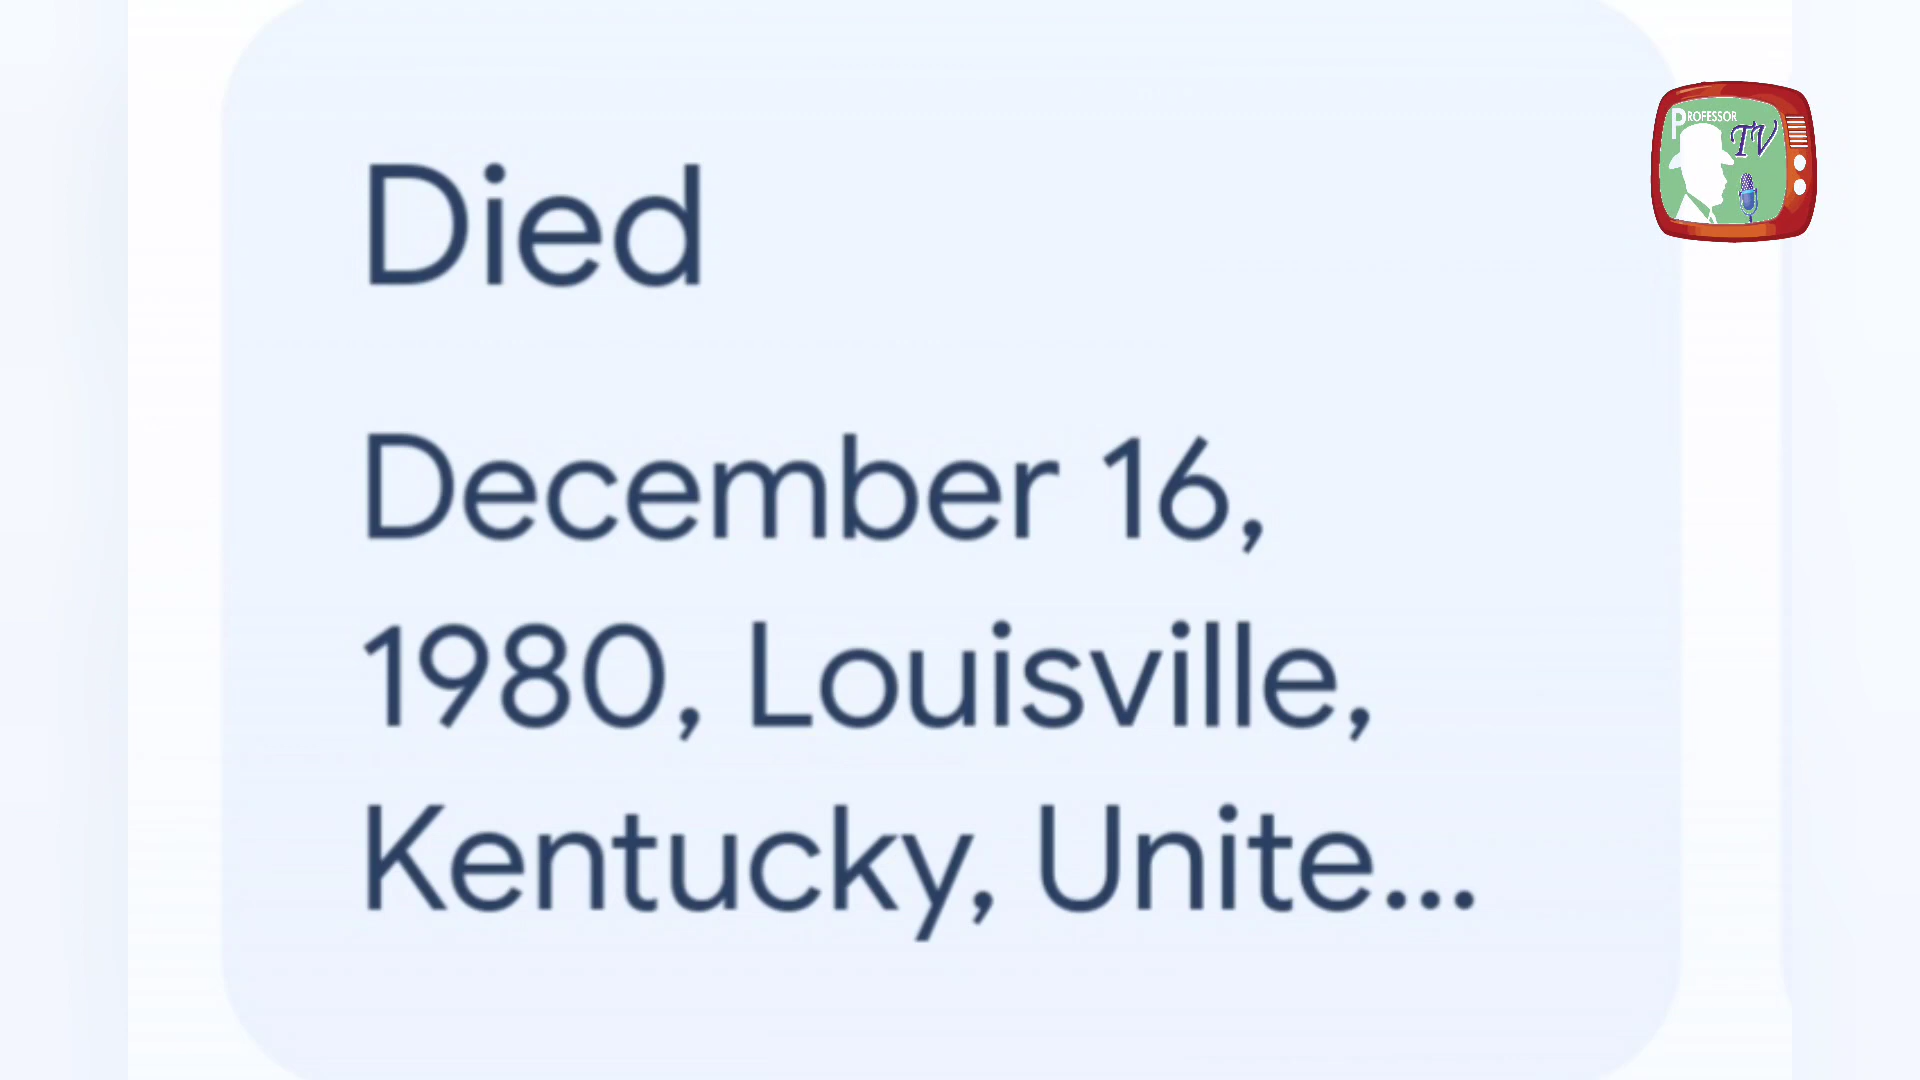 Died
PROFESSOR
TV
December 16,
1980, Louisville,
Kentucky, Unite...